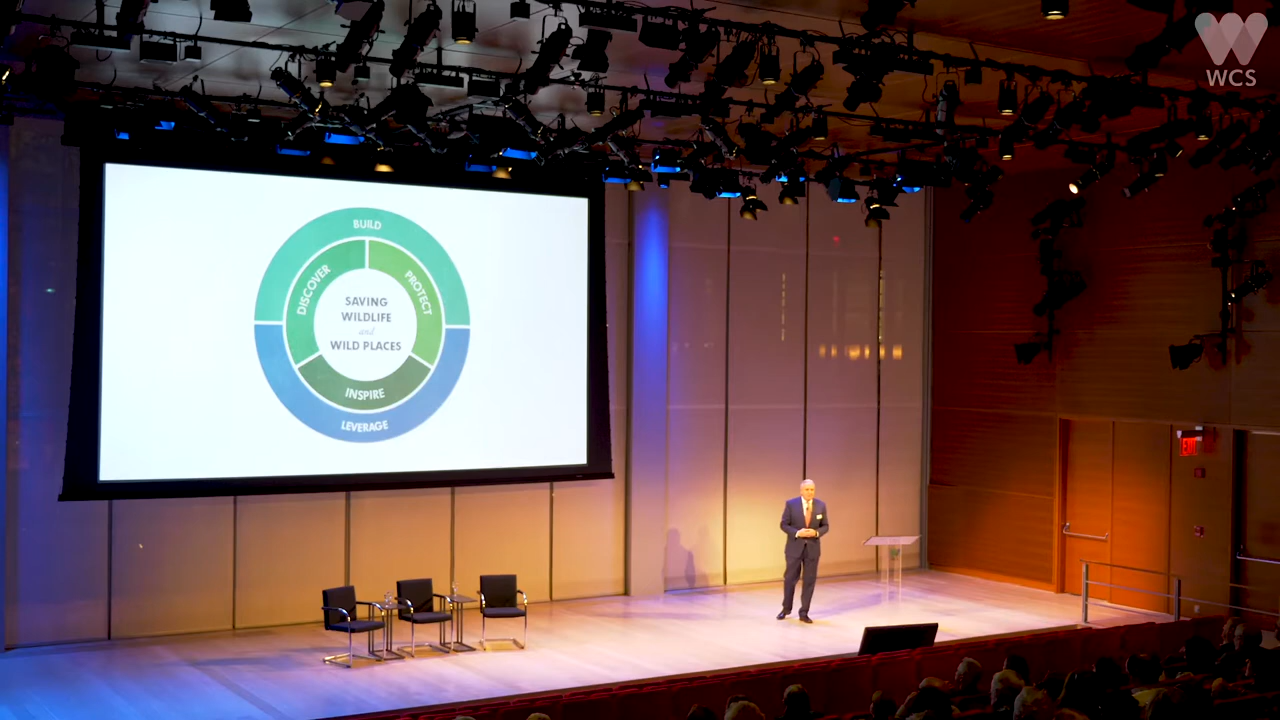 WCS
BUILD
DISCOVER
PROTECT
SAVING
WILDLIFE
and
WILD PLACES
INSPIRE
LEVERAGE
EXIT